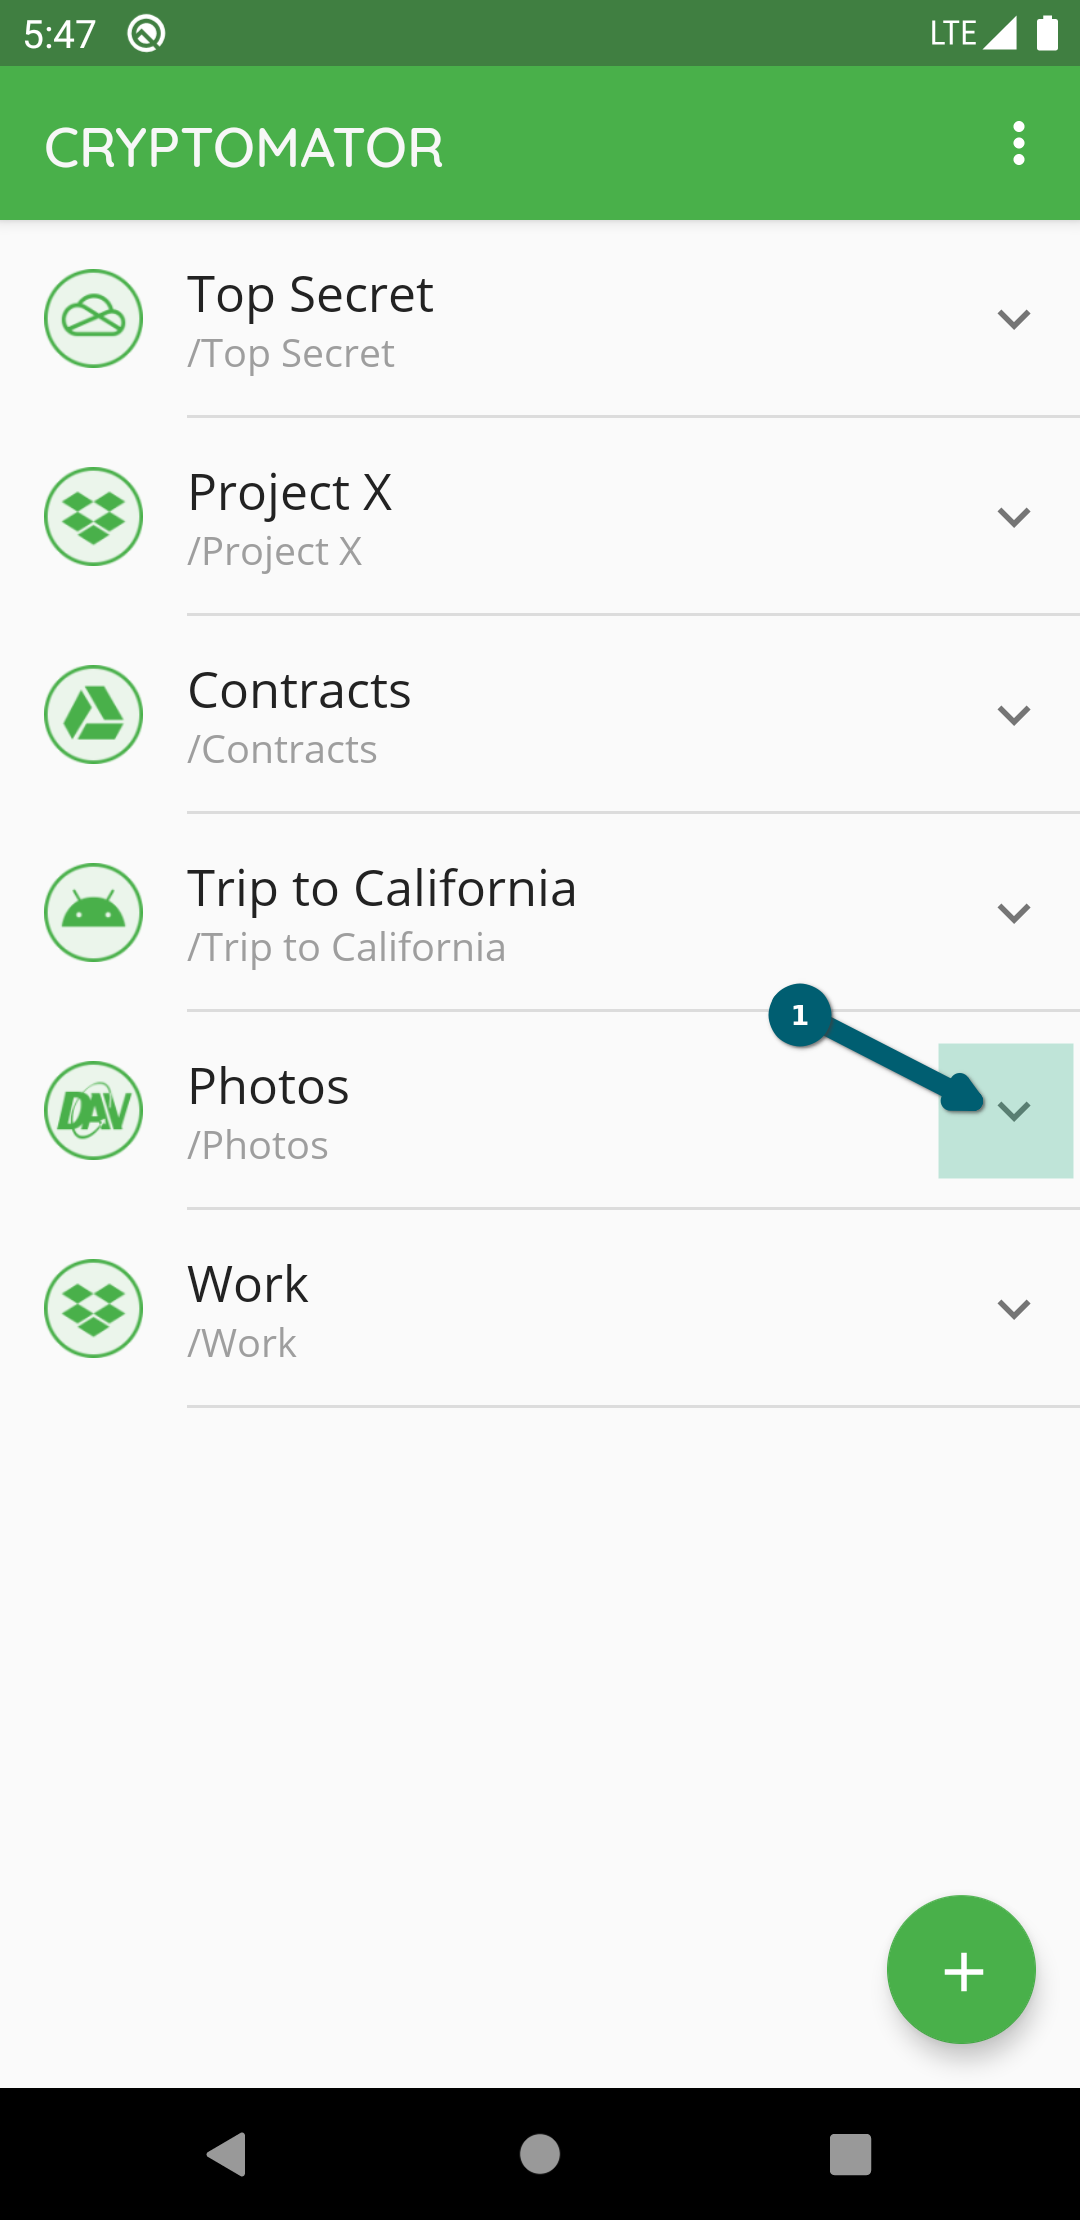 5:47 LTE
CRYPTOMATOR
Top Secret
/Top Secret
Project X
/Project X
Contracts
/Contracts
Trip to California
/Trip to California
1
DAV
Photos
/Photos
Work
/Work